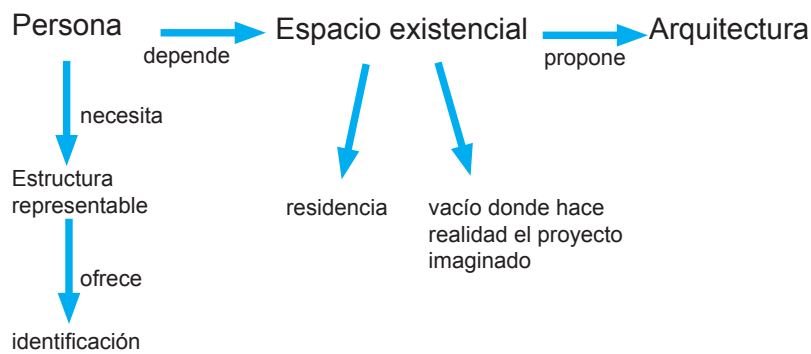 Persona
depende
Espacio existencial
propone
Arquitectura
necesita
Estructura
representable
residencia
vacío donde hace
realidad el proyecto
imaginado
ofrece
identificación